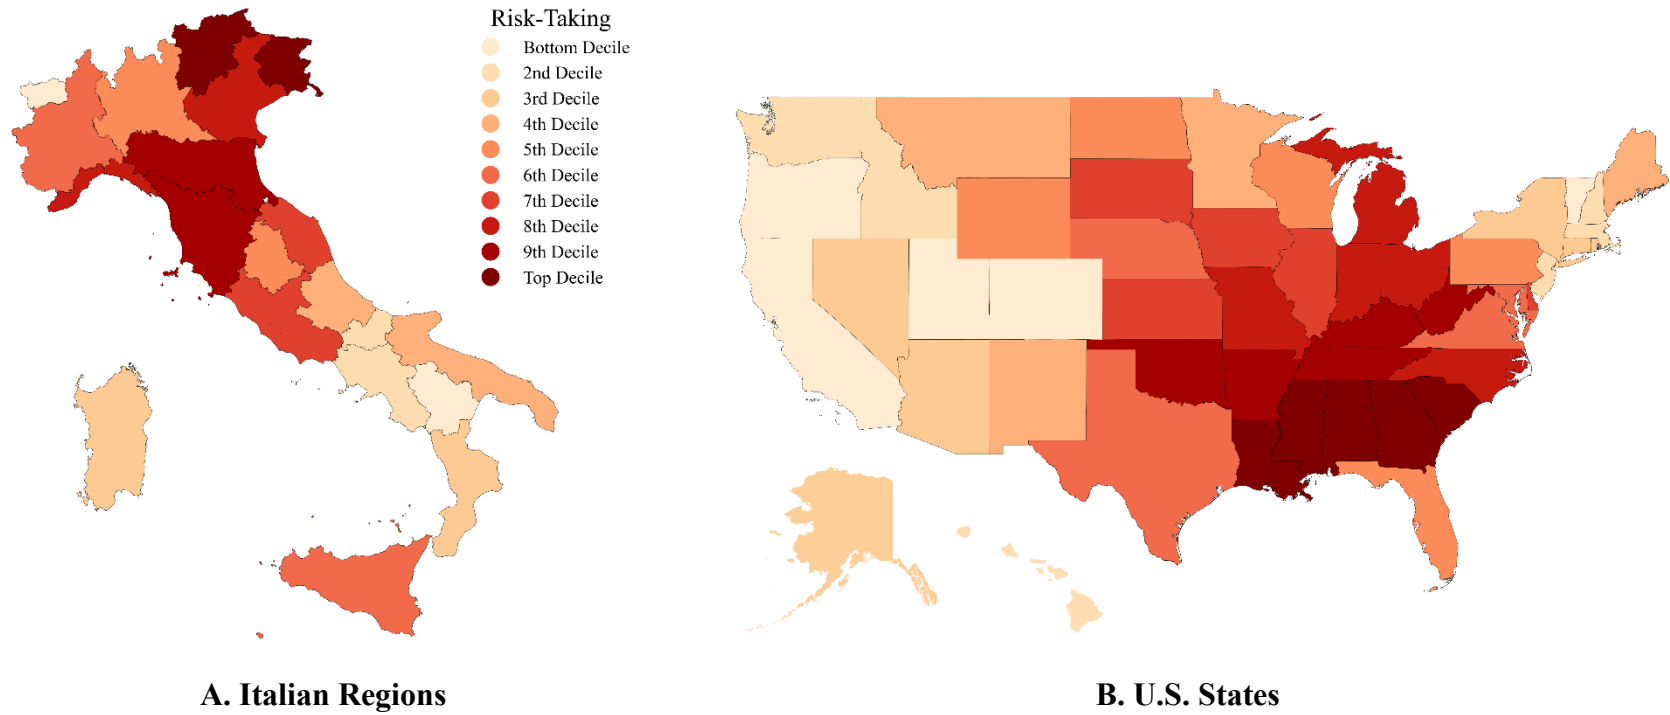 Risk-Taking
Bottom Decile
2nd Decile
3rd Decile
4th Decile
5th Decile
6th Decile
7th Decile
8th Decile
9th Decile
Top Decile
A. Italian Regions
B. U.S. States